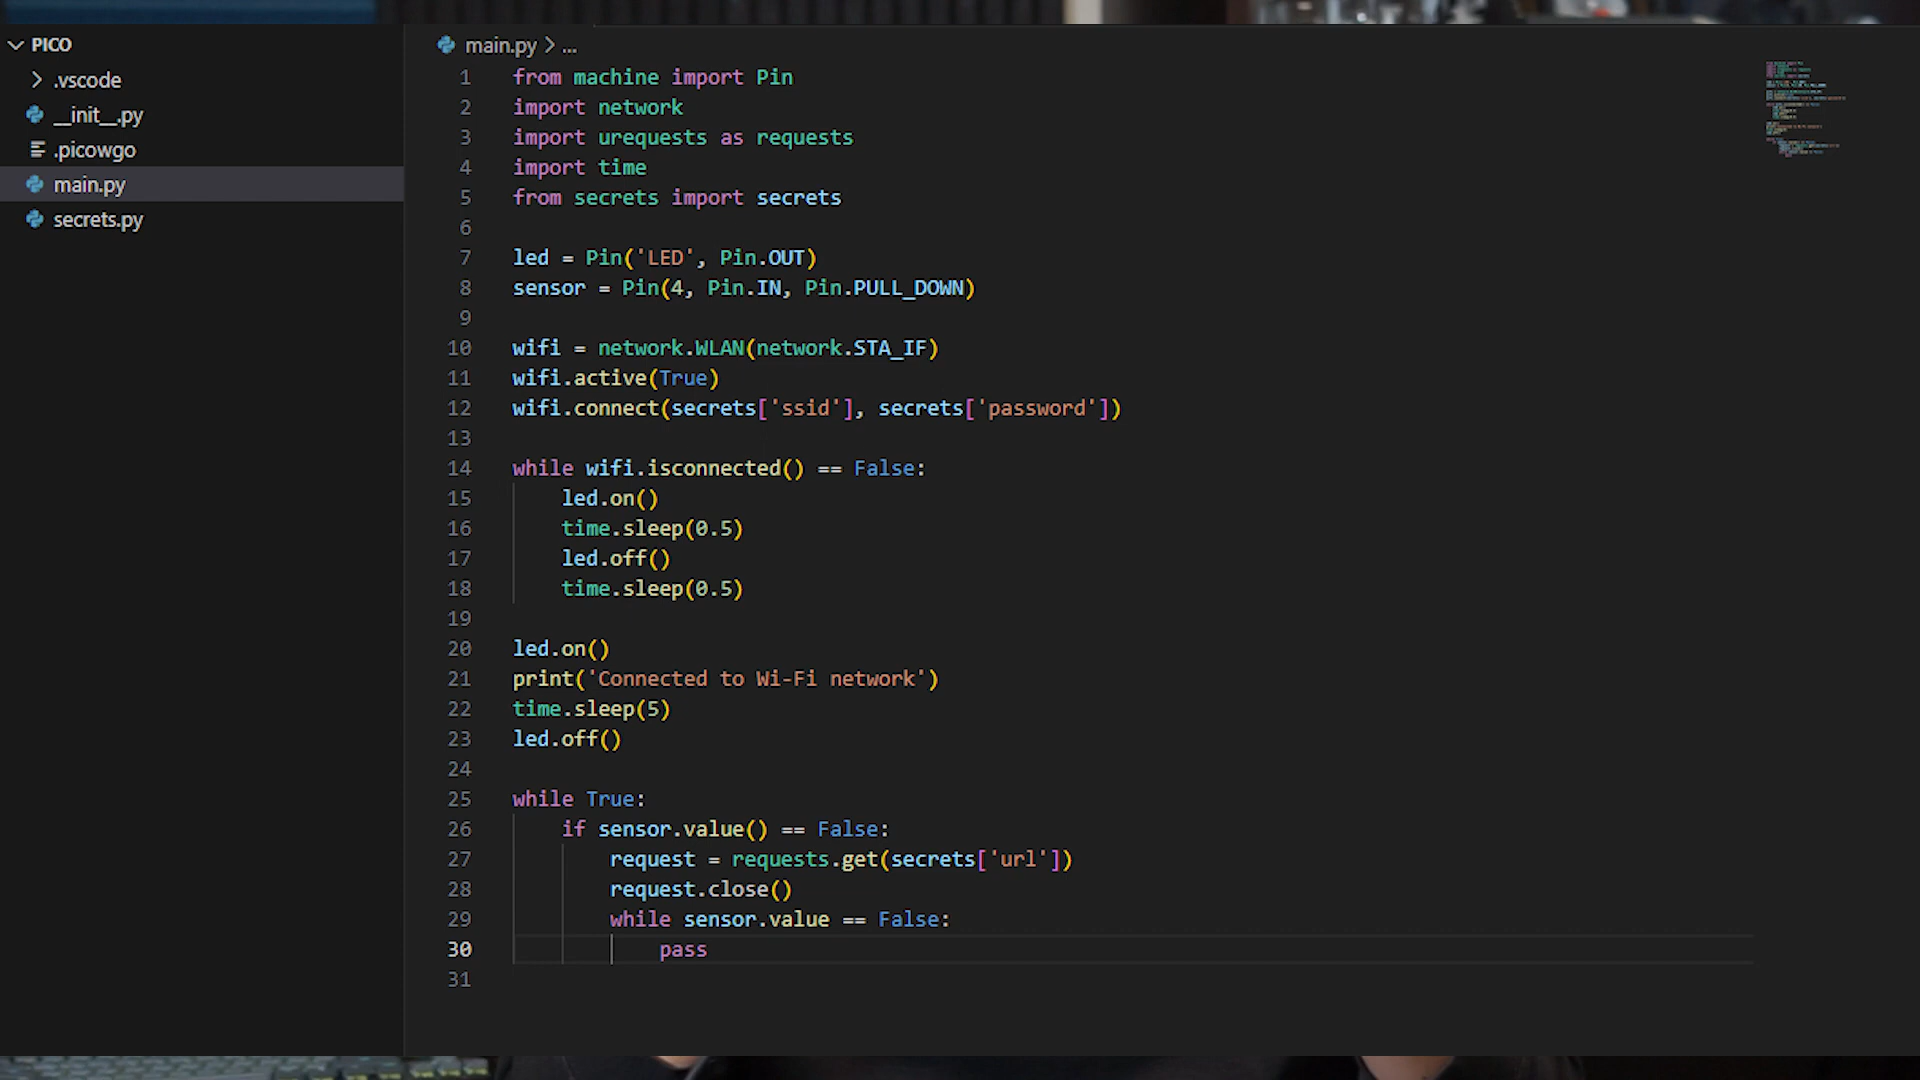 PICO
.vscode
__init__.py
.picowgo
main.py
secrets.py
main.py > ...
1 from machine import Pin
2 import network
3 import urequests as requests
4 import time
5 from secrets import secrets
6
7 led = Pin('LED', Pin.OUT)
8 sensor = Pin(4, Pin.IN, Pin.PULL_DOWN)
9
10 wifi = network.WLAN(network.STA_IF)
11 wifi.active(True)
12 wifi.connect(secrets['ssid'], secrets['password'])
13
14 while wifi.isconnected() == False:
15     led.on()
16     time.sleep(0.5)
17     led.off()
18     time.sleep(0.5)
19
20 led.on()
21 print('Connected to Wi-Fi network')
22 time.sleep(5)
23 led.off()
24
25 while True:
26     if sensor.value() == False:
27         request = requests.get(secrets['url'])
28         request.close()
29         while sensor.value == False:
30             pass
31